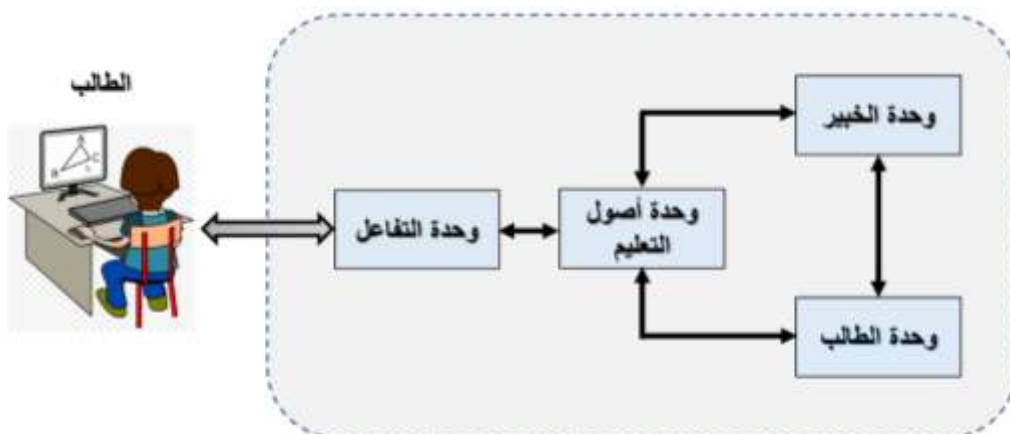 الطالب
وحدة الخبير
وحدة أصول
التعليم
وحدة التفاعل
وحدة الطالب
A
B
C